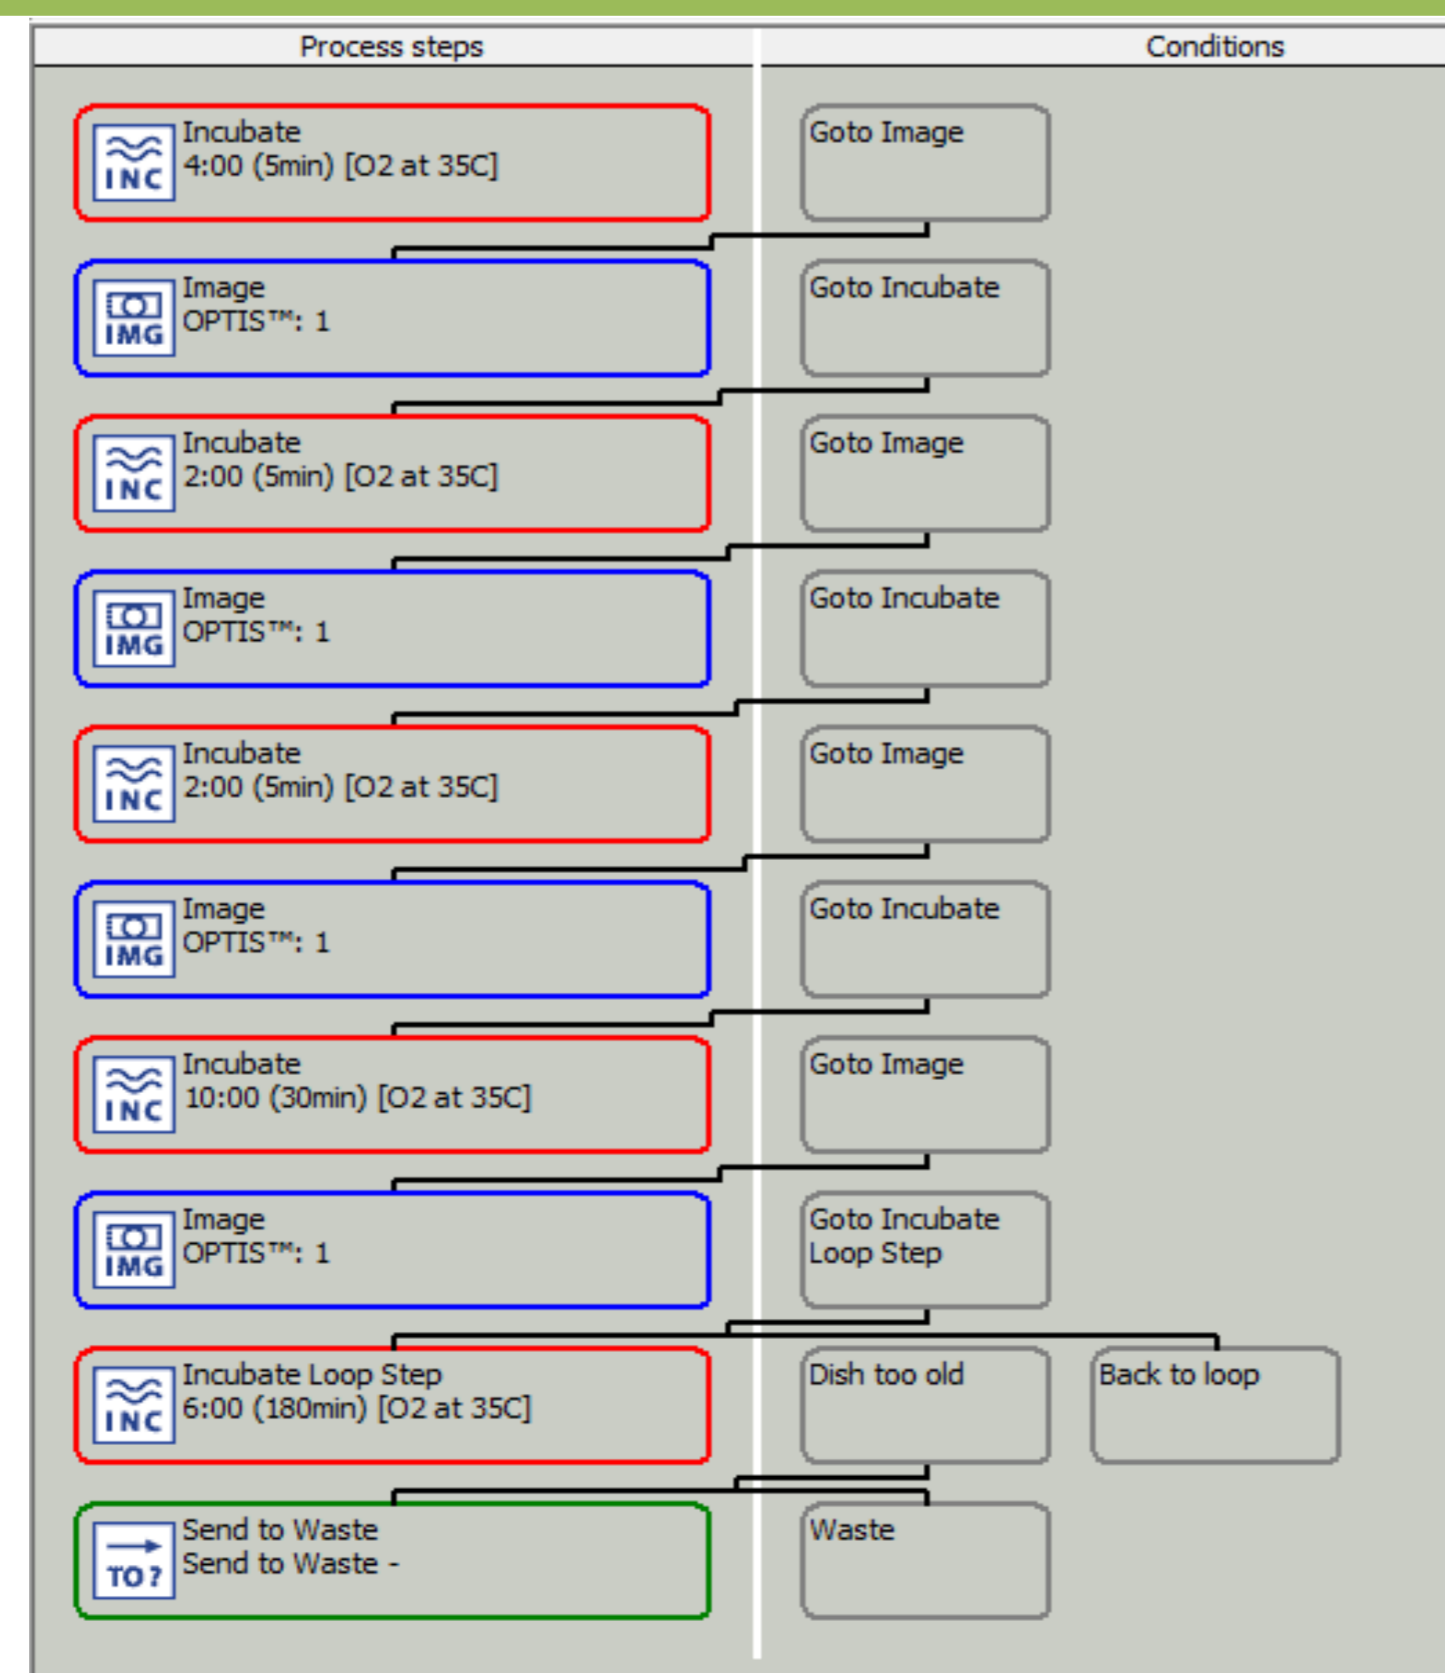 Process steps
Conditions
INC
Incubate
4:00 (5min) [O2 at 35C]
Goto Image
IMG
Image
OPTIS™: 1
Goto Incubate
INC
Incubate
2:00 (5min) [O2 at 35C]
Goto Image
IMG
Image
OPTIS™: 1
Goto Incubate
INC
Incubate
2:00 (5min) [O2 at 35C]
Goto Image
IMG
Image
OPTIS™: 1
Goto Incubate
INC
Incubate
10:00 (30min) [O2 at 35C]
Goto Image
IMG
Image
OPTIS™: 1
Goto Incubate
Loop Step
INC
Incubate Loop Step
6:00 (180min) [O2 at 35C]
Dish too old
Back to loop
TO?
Send to Waste
Send to Waste -
Waste